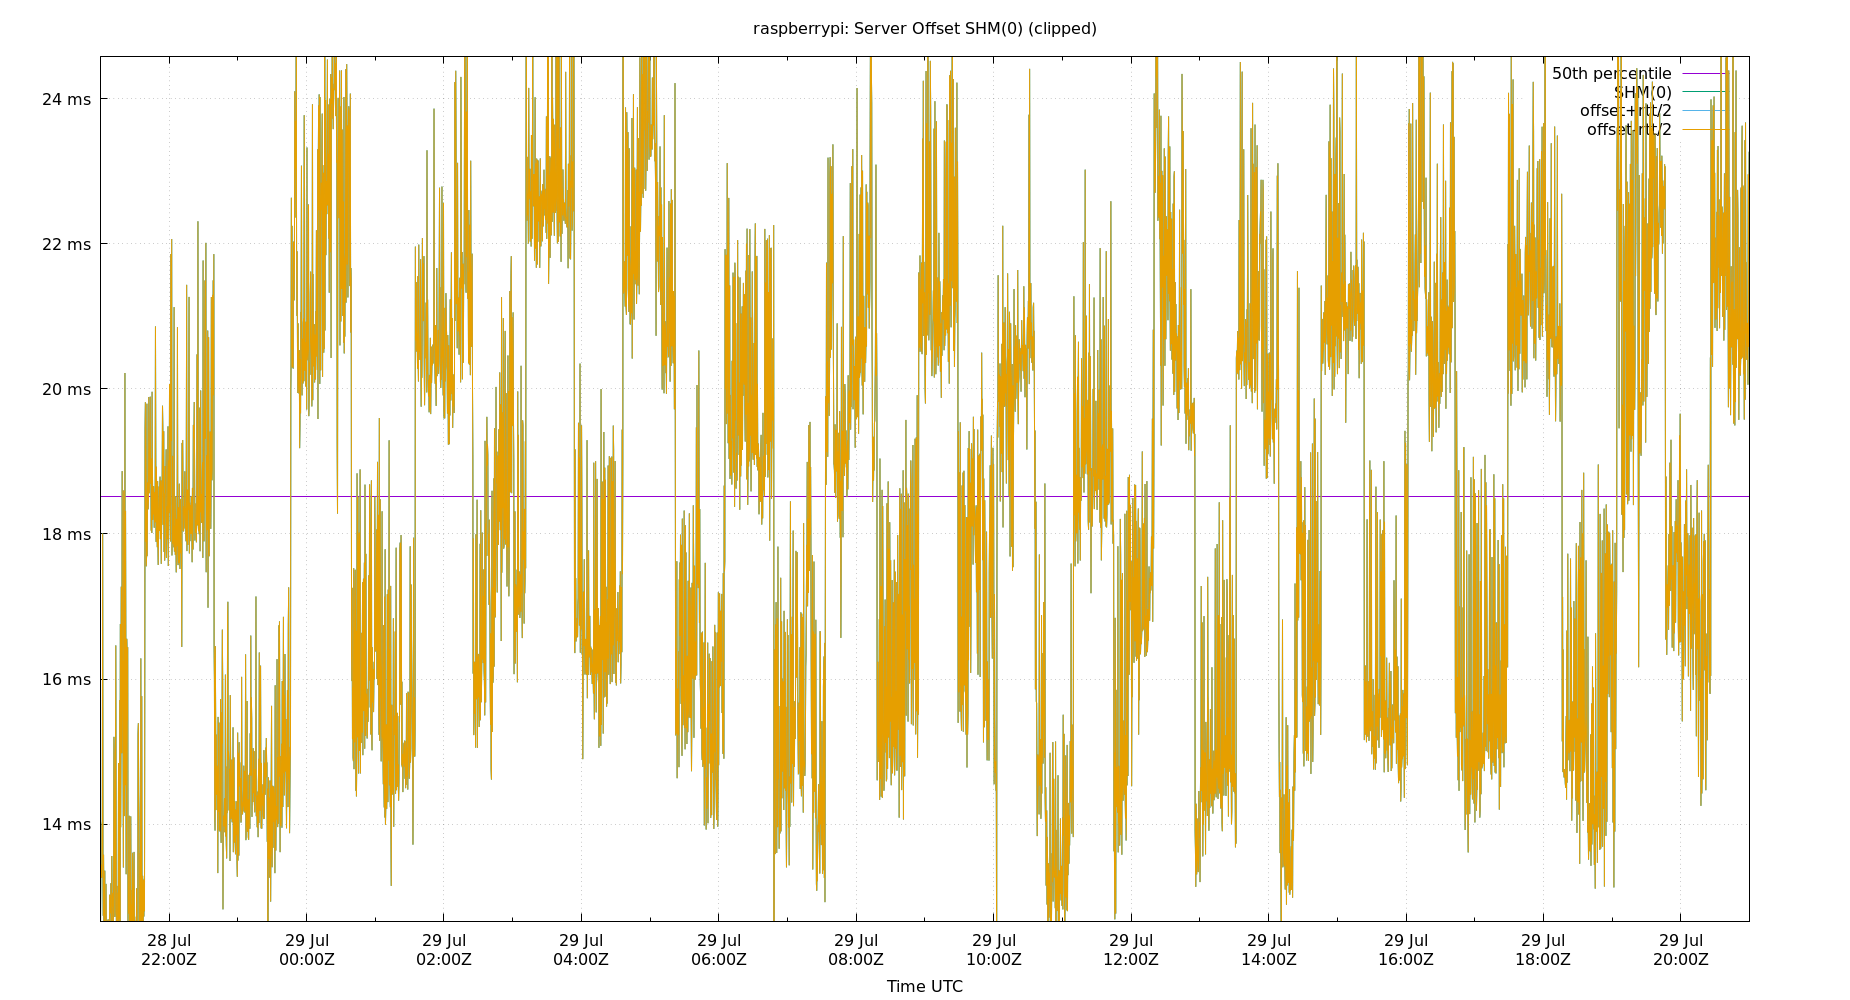 raspberrypi: Server Offset SHM(0) (clipped)
50th percentile
SHM(0)
offset+rtt/2
offset-rtt/2
24 ms
22 ms
20 ms
18 ms
16 ms
14 ms
28 Jul 29 Jul 29 Jul 29 Jul 29 Jul 29 Jul 29 Jul 29 Jul 29 Jul 29 Jul 29 Jul 29 Jul
22:00Z 00:00Z 02:00Z 04:00Z 06:00Z 08:00Z 10:00Z 12:00Z 14:00Z 16:00Z 18:00Z 20:00Z
Time UTC